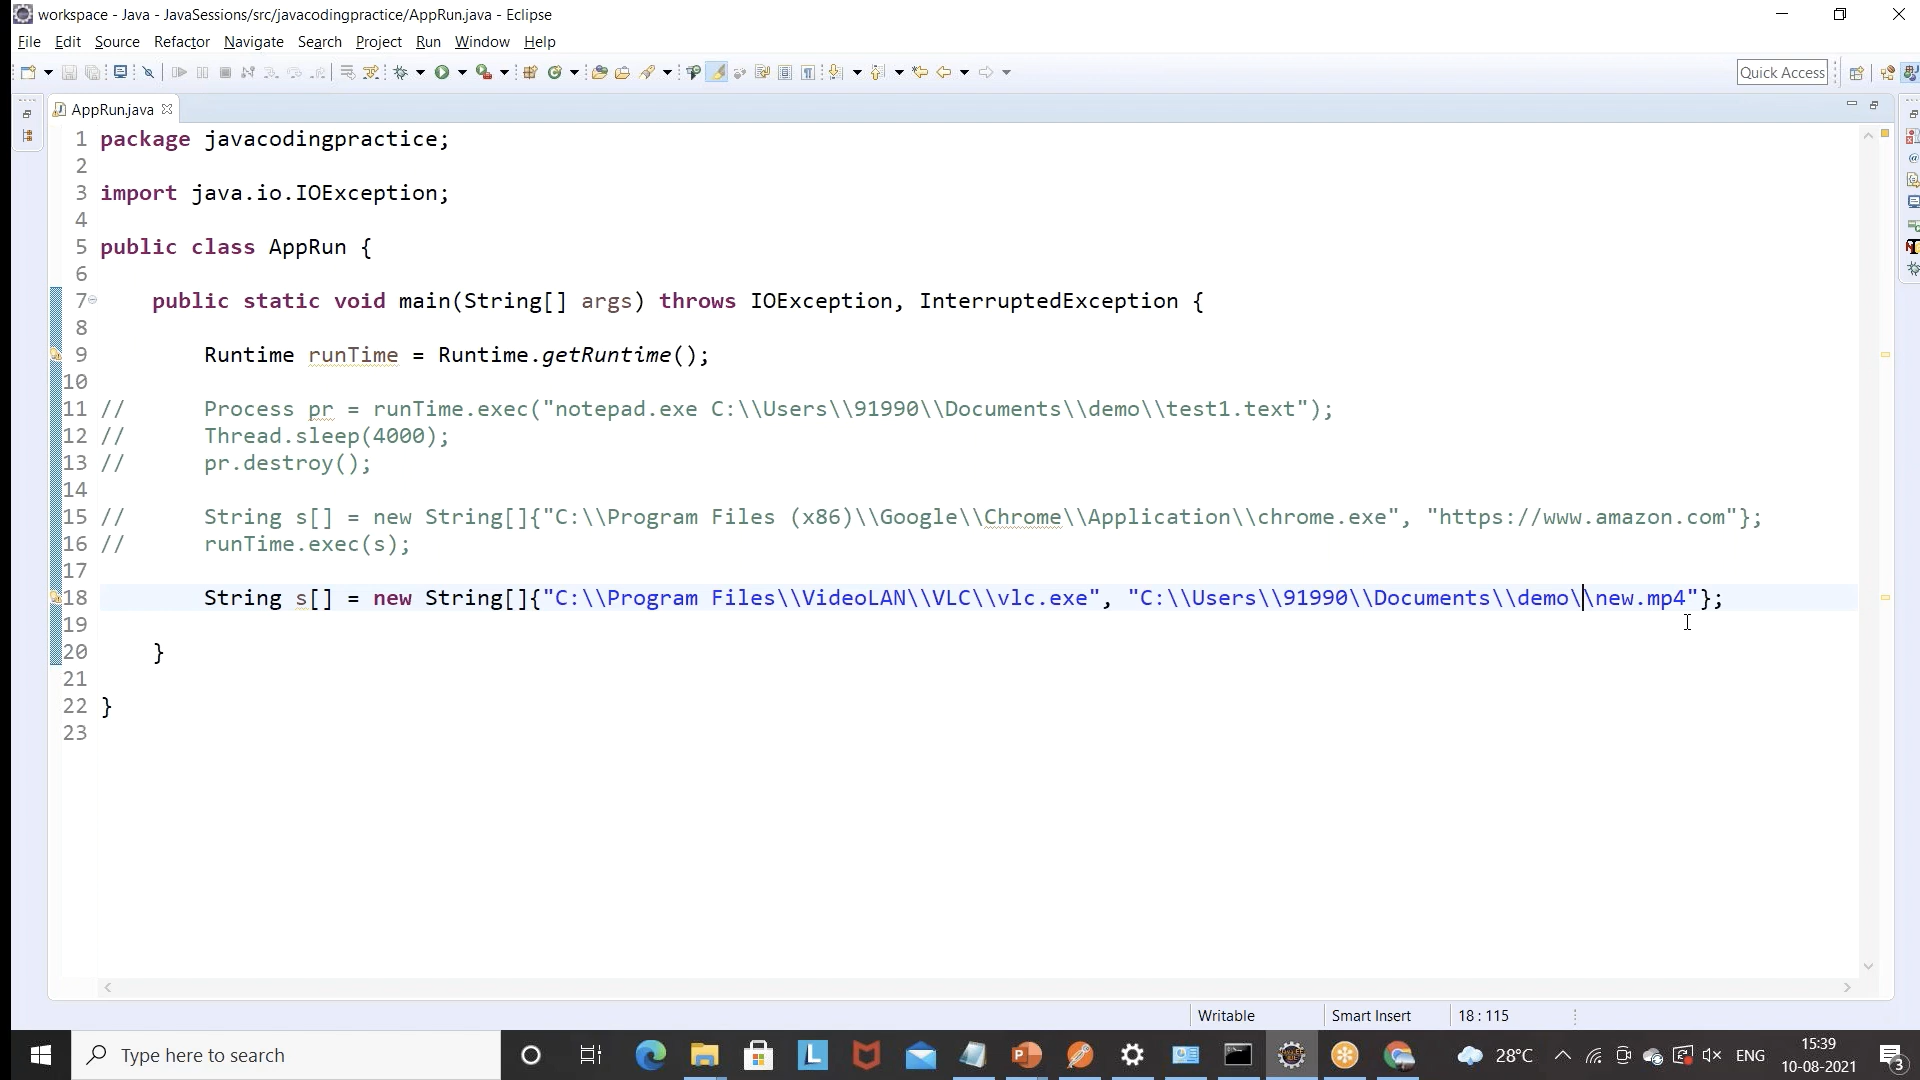 workspace - Java - JavaSessions/src/javacodingpractice/AppRun.java - Eclipse
File Edit Source Refactor Navigate Search Project Run Window Help
Quick Access
AppRun.java
1 package javacodingpractice;
2
3 import java.io.IOException;
4
5 public class AppRun {
6
7 public static void main(String[] args) throws IOException, InterruptedException {
8
9 Runtime runTime = Runtime.getRuntime();
10
11 // Process pr = runTime.exec("notepad.exe C:\\Users\\91990\\Documents\\demo\\test1.text");
12 // Thread.sleep(4000);
13 // pr.destroy();
14
15 // String s[] = new String[]{"C:\\Program Files (x86)\\Google\\Chrome\\Application\\chrome.exe", "https://www.amazon.com"};
16 // runTime.exec(s);
17
18 String s[] = new String[]{"C:\\Program Files\\VideoLAN\\VLC\\vlc.exe", "C:\\Users\\91990\\Documents\\demo\\new.mp4"};
19
20 }
21
22 }
23
Writable Smart Insert 18 : 115
Type here to search
28°C ENG 15:39
10-08-2021
3